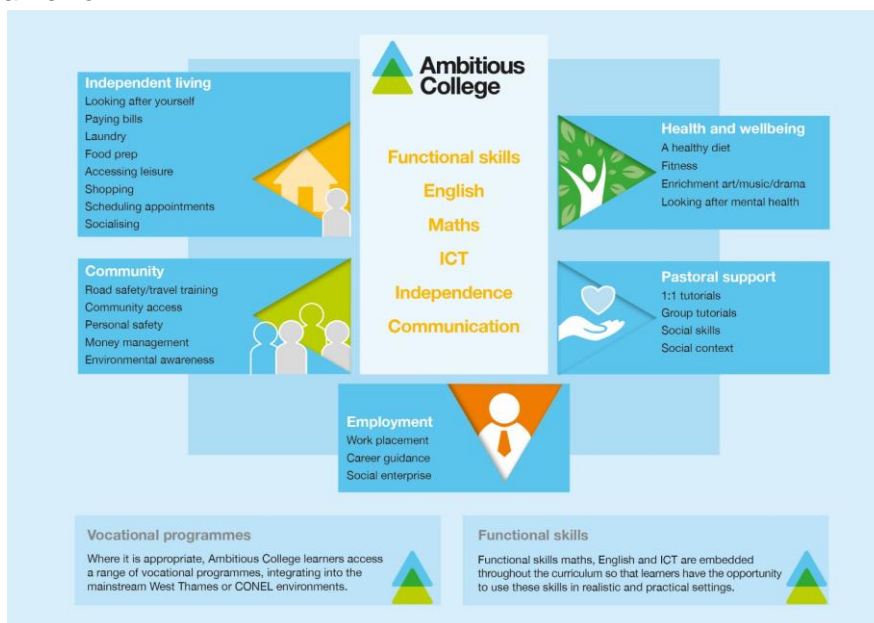 Ambitious
College
Functional skills
English
Maths
ICT
Independence
Communication
Independent living
Looking after yourself
Paying bills
Laundry
Food prep
Accessing leisure
Shopping
Scheduling appointments
Socialising
Community
Road safety/travel training
Community access
Personal safety
Money management
Environmental awareness
Health and wellbeing
A healthy diet
Fitness
Enrichment art/music/drama
Looking after mental health
Pastoral support
1:1 tutorials
Group tutorials
Social skills
Social context
Employment
Work placement
Career guidance
Social enterprise
Vocational programmes
Where it is appropriate, Ambitious College learners access
a range of vocational programmes, integrating into the
mainstream West Thames or CONEL environments.
Functional skills
Functional skills maths, English and ICT are embedded
throughout the curriculum so that learners have the opportunity
to use these skills in realistic and practical settings.